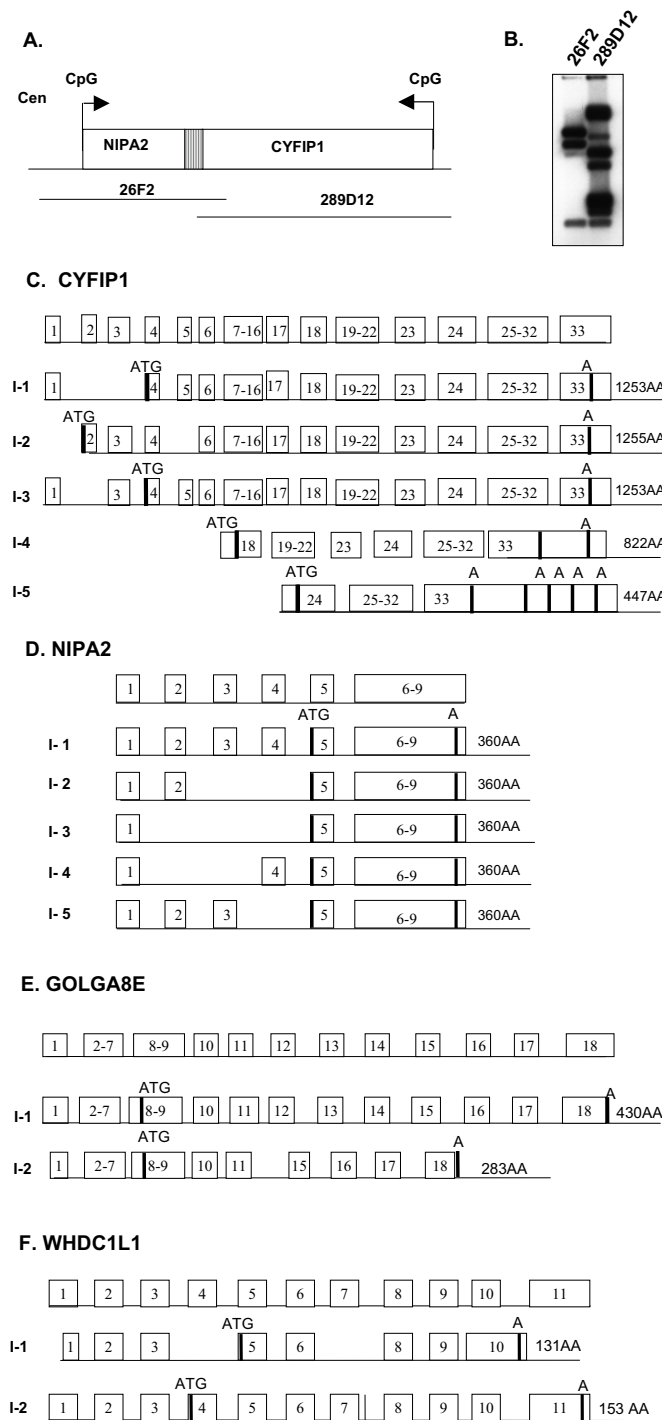 A.
B.
26F2
289D12
CpG
CpG
Cen
NIPA2
CYFIP1
26F2
289D12
C. CYFIP1
1 2 3 4 5 6 7-16 17 18 19-22 23 24 25-32 33
ATG A
I-1 1 4 5 6 7-16 17 18 19-22 23 24 25-32 33 1253AA
ATG A
I-2 2 3 4 6 7-16 17 18 19-22 23 24 25-32 33 1255AA
ATG A
I-3 1 3 4 5 6 7-16 17 18 19-22 23 24 25-32 33 1253AA
ATG A
I-4 18 19-22 23 24 25-32 33 822AA
ATG A A A A A
I-5 24 25-32 33 447AA
D. NIPA2
1 2 3 4 5 6-9
ATG A
I- 1 1 2 3 4 5 6-9 360AA
I- 2 1 2 5 6-9 360AA
I- 3 1 5 6-9 360AA
I- 4 1 4 5 6-9 360AA
I- 5 1 2 3 5 6-9 360AA
E. GOLGA8E
1 2-7 8-9 10 11 12 13 14 15 16 17 18
ATG A
I-1 1 2-7 8-9 10 11 12 13 14 15 16 17 18 430AA
ATG A
I-2 1 2-7 8-9 10 11 15 16 17 18 283AA
F. WHDC1L1
1 2 3 4 5 6 7 8 9 10 11
ATG A
I-1 1 2 3 5 6 8 9 10 131AA
ATG A
I-2 1 2 3 4 5 6 7 8 9 10 11 153 AA